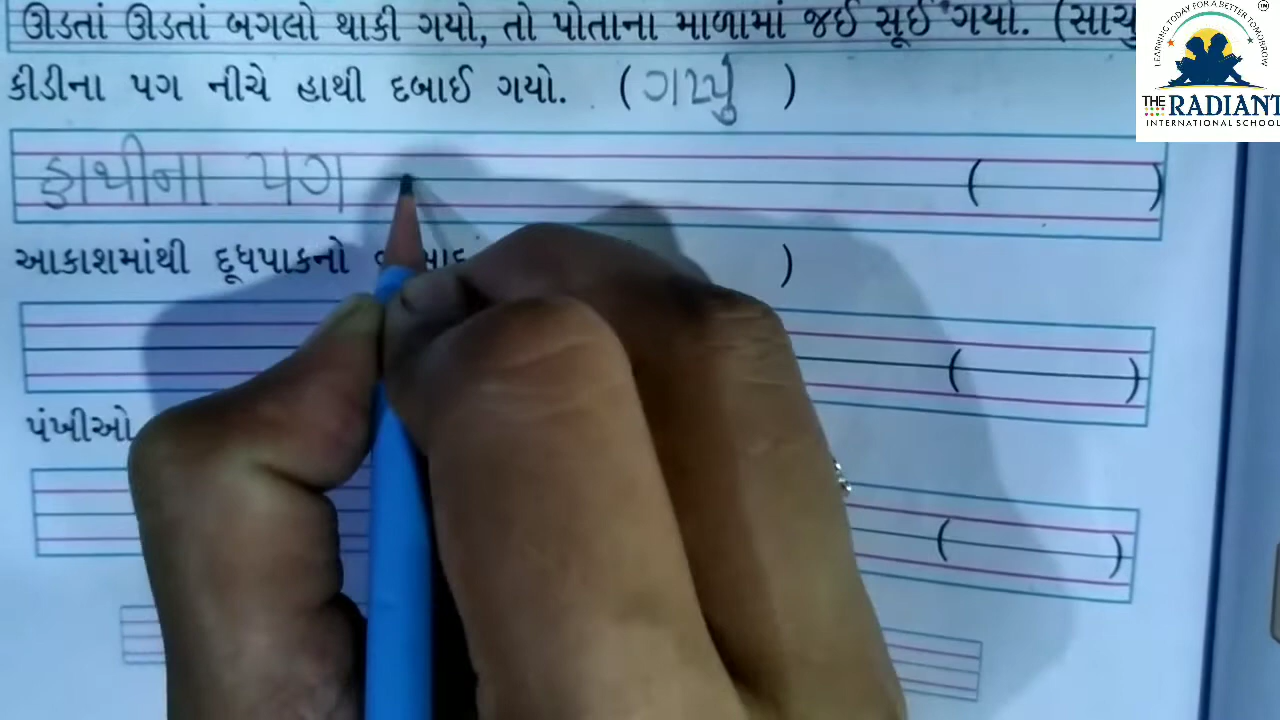 ઊડતાં ઊડતાં બગલો થાકી ગયો, તો પોતાના માળામાં જઈ સૂઈ ગયો. (સાચુ
કીડીના પગ નીચે હાથી દબાઈ ગયો. (ગપ્પું)
હાથીના પગ ( )
આકાશમાંથી દૂધપાકનો )
( )
પંખીઓ
( )
LEARNING TODAY FOR A BETTER TOMORROW
THE RADIANT
INTERNATIONAL SCHOOL